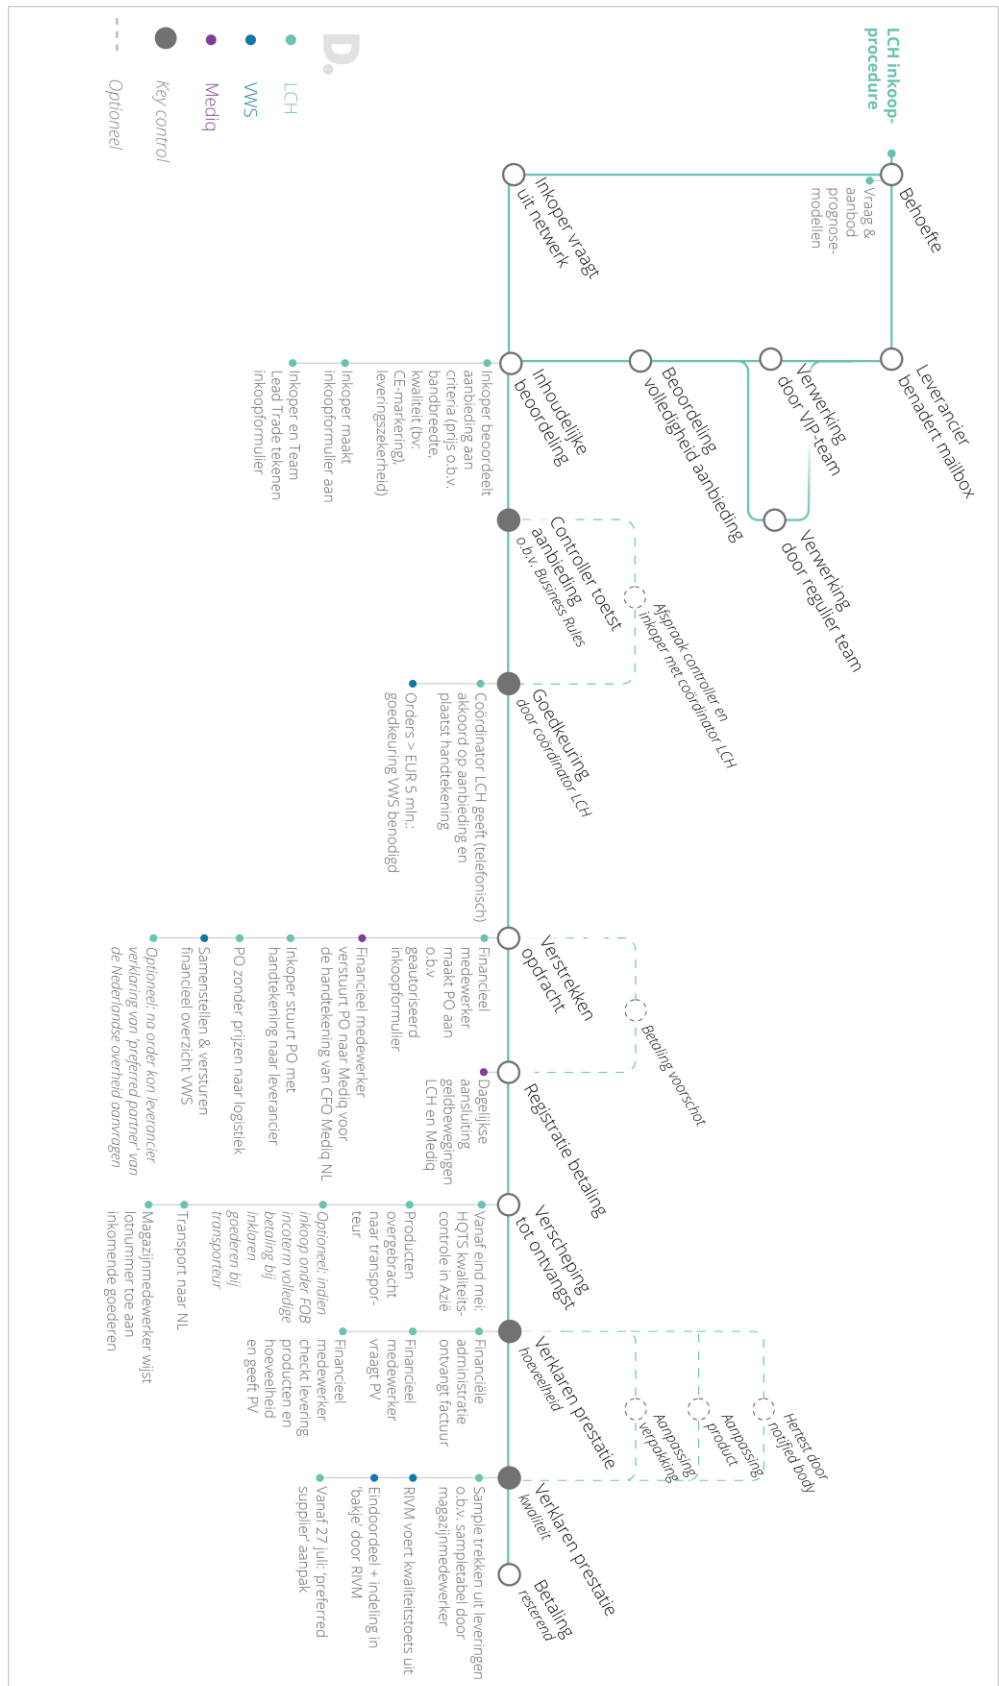 LCH inkoop-
procedure
Behoefte
Vraag &
aanbod
prognose-
modellen
Inkoper vraagt
uit netwerk
Leverancier
benadert mailbox
Verwerking
door VIP-team
Verwerking
door regulier team
Beoordeling
volledigheid aanbieding
Inhoudelijke
beoordeling
Inkoper beoordeelt
aanbieding aan
criteria (prijs o.b.v.
bandbreedte,
kwaliteit (bv:
CE-markering),
leveringszekerheid)
Inkoper maakt
inkoopformulier aan
Inkoper en Team
Lead Trade tekenen
inkoopformulier
Controller toetst
aanbieding
o.b.v. Business Rules
Afspraak controller en
inkoper met coördinator LCH
Goedkeuring
door coördinator LCH
Coördinator LCH geeft (telefonisch)
akkoord op aanbieding en
plaatst handtekening
Orders > EUR 5 mln.:
goedkeuring VWS benodigd
Verstrekken
opdracht
Financieel
medewerker
maakt PO aan
o.b.v
geautoriseerd
inkoopformulier
Financieel medewerker
verstuurt PO naar Mediq voor
de handtekening van CFO Mediq NL
Inkoper stuurt PO met
handtekening naar leverancier
PO zonder prijzen naar logistiek
Samenstellen & versturen
financieel overzicht VWS
Optioneel: na order kon leverancier
verklaring van 'preferred partner' van
de Nederlandse overheid aanvragen
Betaling voorschot
Registratie betaling
Dagelijkse
aansluiting
geldbewegingen
LCH en Mediq
Verscheping
tot ontvangst
Vanaf eind mei:
HQTS kwaliteits-
controle in Azië
Producten
overgebracht
naar transpor-
teur
Optioneel: indien
inkoop onder FOB
incoterm volledige
betaling bij
inklaren
goederen bij
transporteur
Transport naar NL
Magazijnmedewerker wijst
lotnummer toe aan
inkomende goederen
Verklaren prestatie
hoeveelheid
Financiële
administratie
ontvangt factuur
Financieel
medewerker
vraagt PV
Financieel
medewerker
checkt levering
producten en
hoeveelheid
en geeft PV
Hertest door
notified body
Aanpassing
product
Aanpassing
verpakking
Verklaren prestatie
kwaliteit
Sample trekken uit leveringen
o.b.v. sampletabel door
magazijnmedewerker
RIVM voert kwaliteitstoets uit
Eindoordeel + indeling in
'bakje' door RIVM
Vanaf 27 juli: 'preferred
supplier' aanpak
Betaling
resterend
D.
LCH
VWS
Mediq
Key control
Optioneel